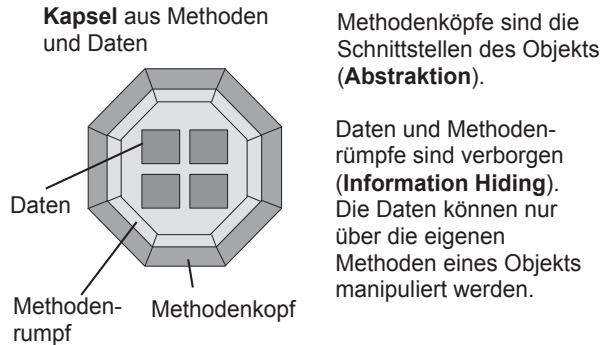 Kapsel aus Methoden
und Daten
Daten
Methoden-
rumpf
Methodenkopf
Methodenköpfe sind die
Schnittstellen des Objekts
(Abstraktion).
Daten und Methoden-
rümpfe sind verborgen
(Information Hiding).
Die Daten können nur
über die eigenen
Methoden eines Objekts
manipuliert werden.